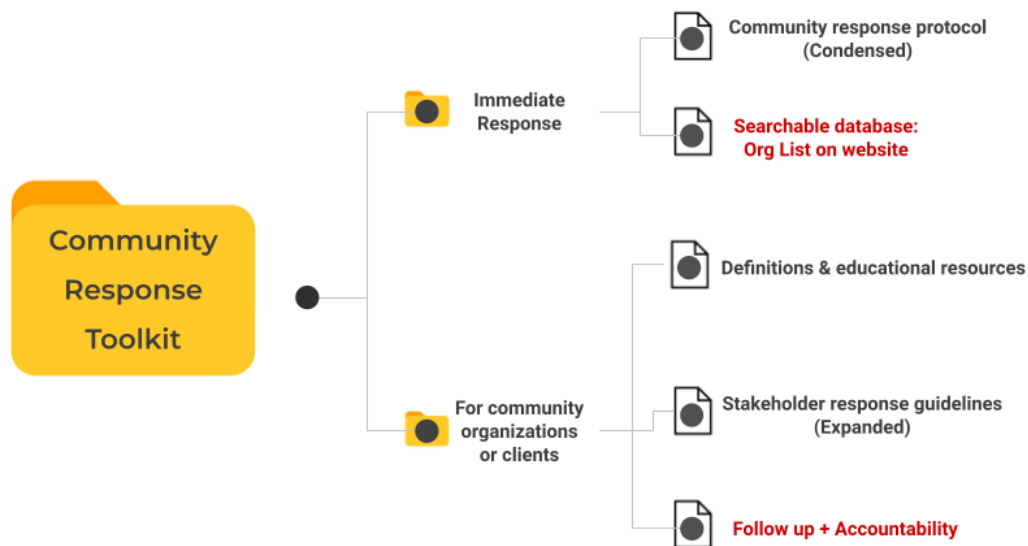 Community
Response
Toolkit
Immediate
Response
Community response protocol
(Condensed)
Searchable database:
Org List on website
For community
organizations
or clients
Definitions & educational resources
Stakeholder response guidelines
(Expanded)
Follow up + Accountability